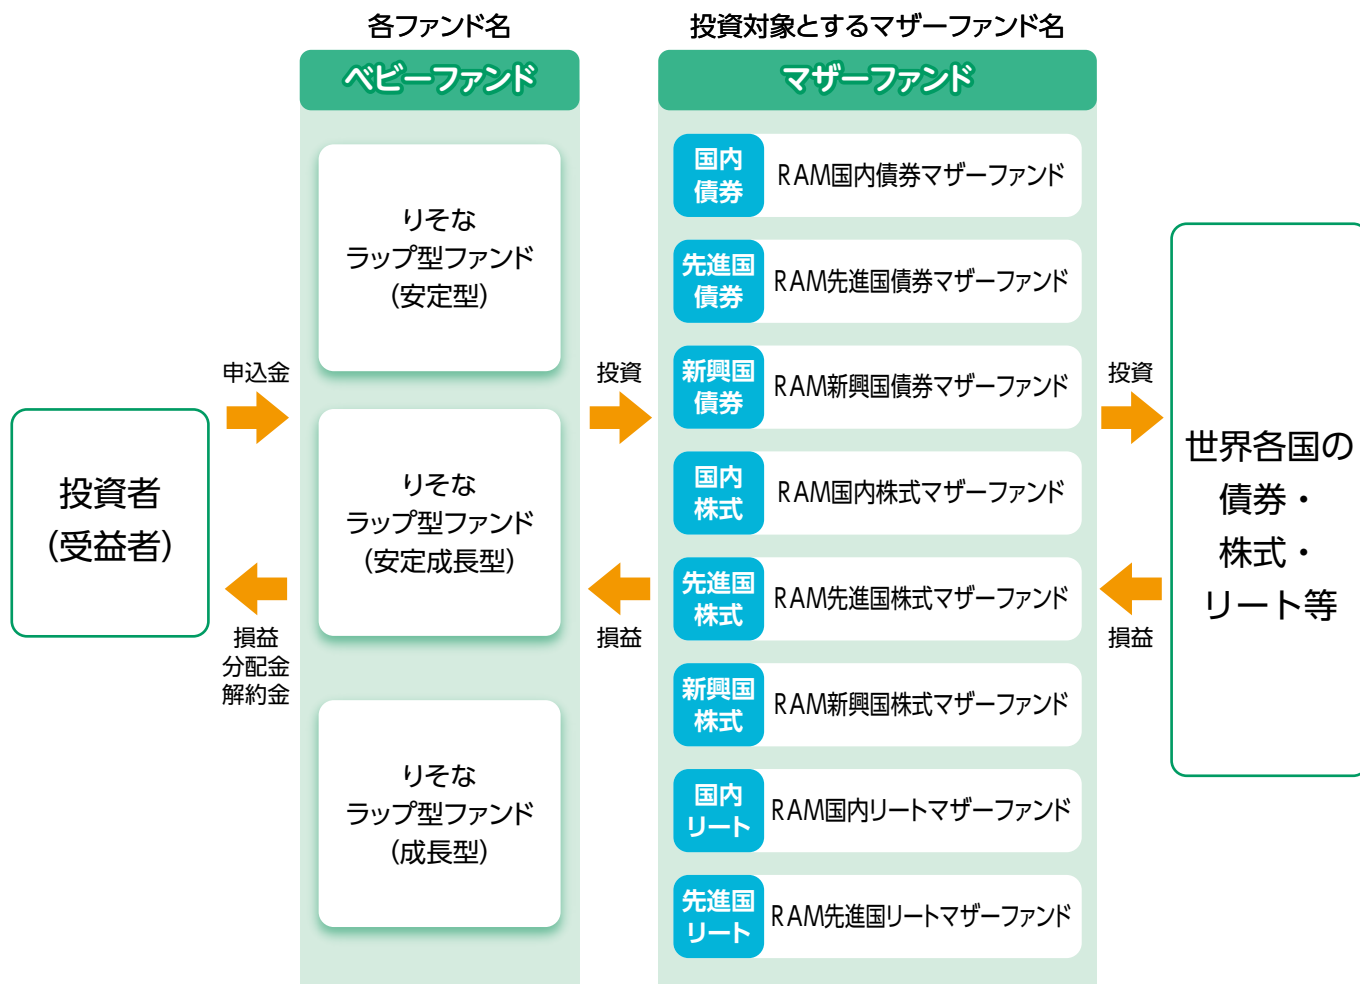 各ファンド名
ベビーファンド
りそな
ラップ型ファンド
(安定型)
りそな
ラップ型ファンド
(安定成長型)
りそな
ラップ型ファンド
(成長型)
投資対象とするマザーファンド名
マザーファンド
国内
債券
RAM国内債券マザーファンド
先進国
債券
RAM先進国債券マザーファンド
新興国
債券
RAM新興国債券マザーファンド
国内
株式
RAM国内株式マザーファンド
先進国
株式
RAM先進国株式マザーファンド
新興国
株式
RAM新興国株式マザーファンド
国内
リート
RAM国内リートマザーファンド
先進国
リート
RAM先進国リートマザーファンド
投資者
(受益者)
申込金
損益
分配金
解約金
投資
損益
投資
損益
世界各国の
債券・
株式・
リート等